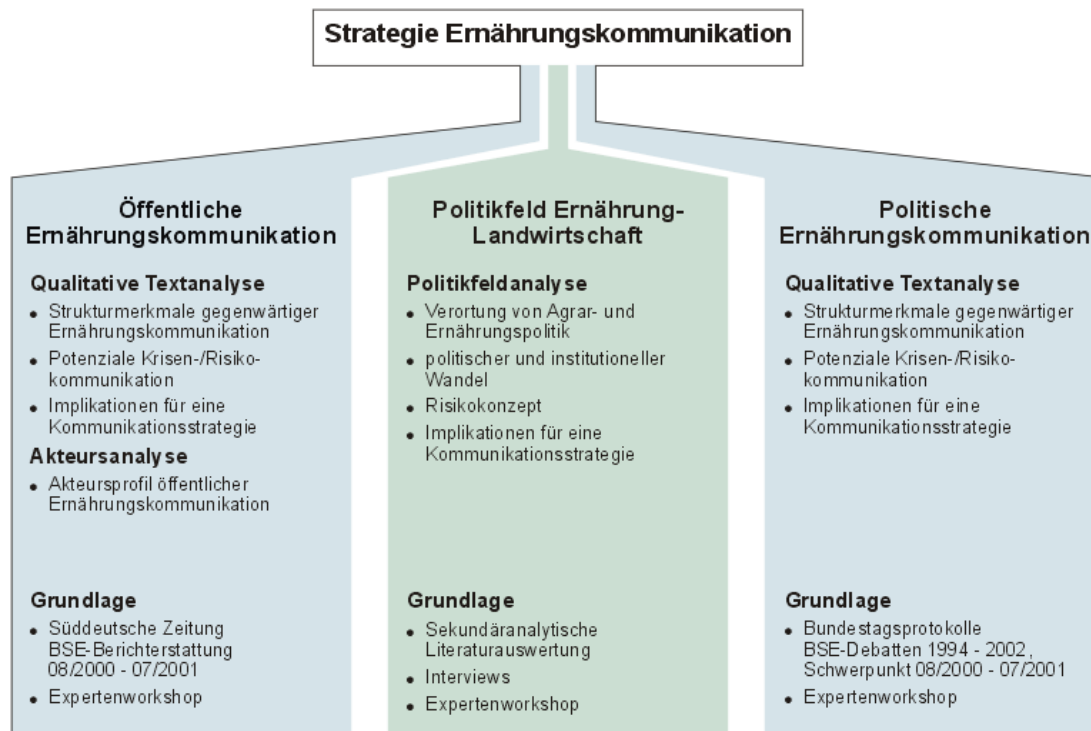 Strategie Ernährungskommunikation
Öffentliche
Ernährungskommunikation
Qualitative Textanalyse
• Strukturmerkmale gegenwärtiger
Ernährungskommunikation
• Potenziale Krisen-/Risiko-
kommunikation
• Implikationen für eine
Kommunikationsstrategie
Akteursanalyse
• Akteursprofil öffentlicher
Ernährungskommunikation
Grundlage
• Süddeutsche Zeitung
BSE-Berichterstattung
08/2000 - 07/2001
• Expertenworkshop
Politikfeld Ernährung-
Landwirtschaft
Politikfeldanalyse
• Verortung von Agrar- und
Ernährungspolitik
• politischer und institutioneller
Wandel
• Risikokonzept
• Implikationen für eine
Kommunikationsstrategie
Grundlage
• Sekundäranalytische
Literaturauswertung
• Interviews
• Expertenworkshop
Politische
Ernährungskommunikation
Qualitative Textanalyse
• Strukturmerkmale gegenwärtiger
Ernährungskommunikation
• Potenziale Krisen-/Risiko-
kommunikation
• Implikationen für eine
Kommunikationsstrategie
Grundlage
• Bundestagsprotokolle
BSE-Debatten 1994 - 2002,
Schwerpunkt 08/2000 - 07/2001
• Expertenworkshop